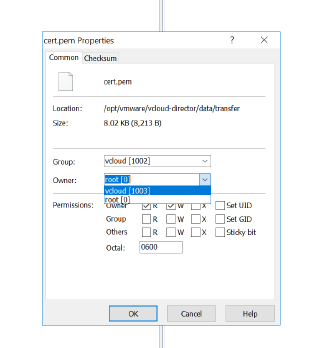 cert.pem Properties
Common Checksum
cert.pem
Location: /opt/vmware/vcloud-director/data/transfer
Size: 8.02 KB (8,213 B)
Group: vcloud [1002]
Owner: root [0]
vcloud [1003]
root [0]
Permissions: Owner R W X Set UID
Group R W X Set GID
Others R W X Sticky bit
Octal: 0600
OK Cancel Help